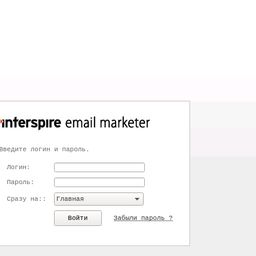 interspire email marketer
Введите логин и пароль.
Логин:
Пароль:
Сразу на:: Главная
Войти Забыли пароль ?